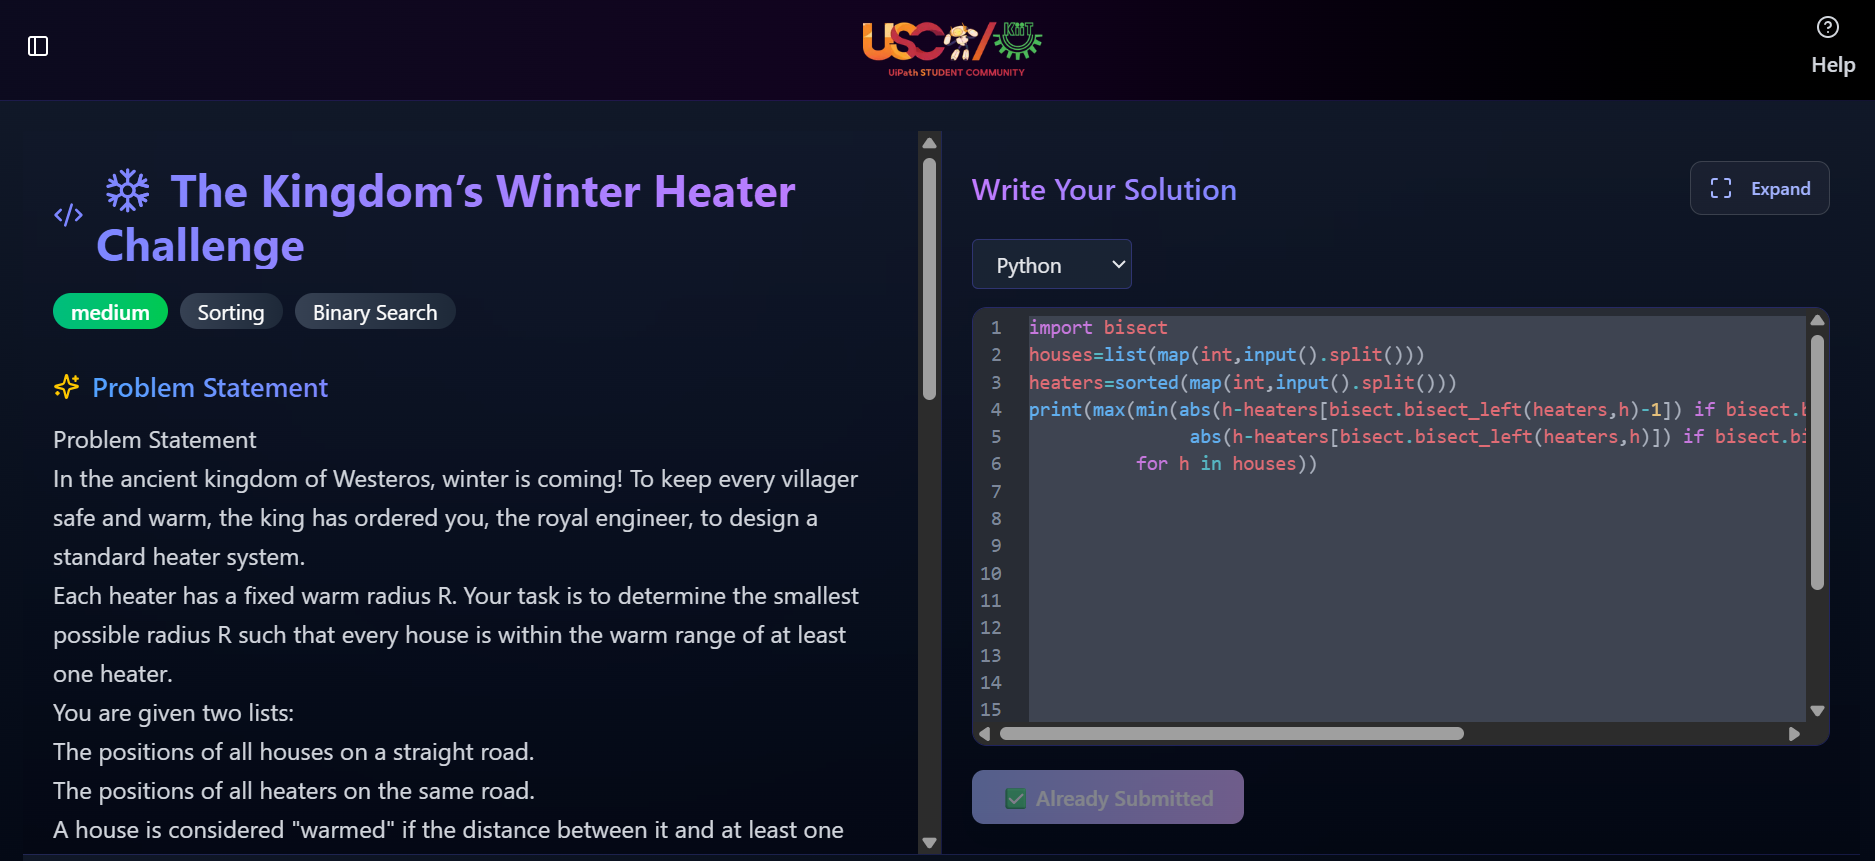 USC/KiiT
UiPath STUDENT COMMUNITY
Help
</> The Kingdom’s Winter Heater
Challenge
medium
Sorting
Binary Search
Problem Statement
Problem Statement
In the ancient kingdom of Westeros, winter is coming! To keep every villager
safe and warm, the king has ordered you, the royal engineer, to design a
standard heater system.
Each heater has a fixed warm radius R. Your task is to determine the smallest
possible radius R such that every house is within the warm range of at least
one heater.
You are given two lists:
The positions of all houses on a straight road.
The positions of all heaters on the same road.
A house is considered "warmed" if the distance between it and at least one
Write Your Solution
Expand
Python
1 import bisect
2 houses=list(map(int,input().split()))
3 heaters=sorted(map(int,input().split()))
4 print(max(min(abs(h-heaters[bisect.bisect_left(heaters,h)-1]) if bisect.b
5 abs(h-heaters[bisect.bisect_left(heaters,h)]) if bisect.bi
6 for h in houses))
7
8
9
10
11
12
13
14
15
Already Submitted